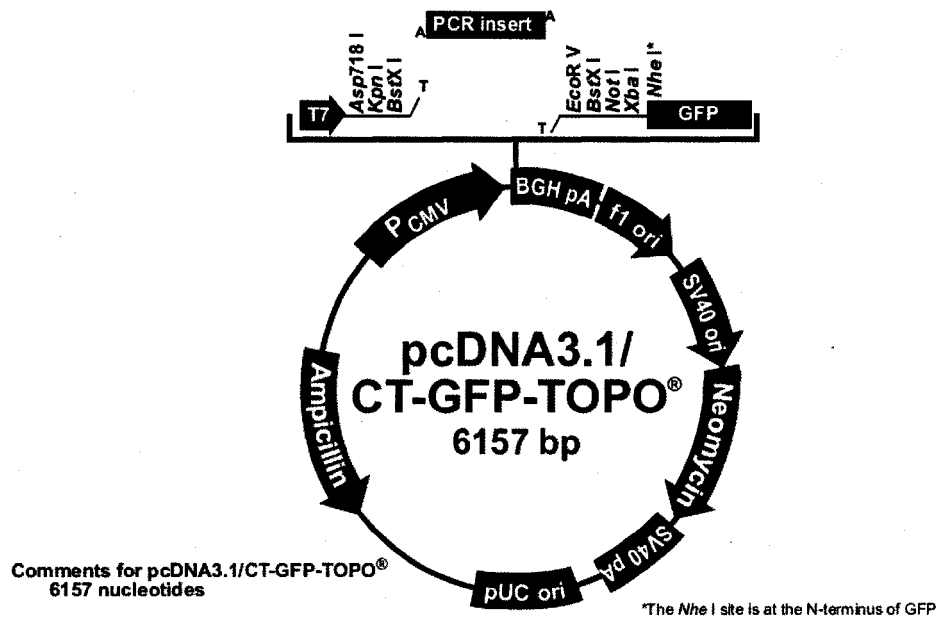 A PCR insert A
Asp718 I
Kpn I
BstX I
T
EcoR V
BstX I
Not I
Xba I
Nhe I*
T7
T
GFP
PCMV
BGH pA
f1 ori
SV40 ori
Neomycin
SV40 pA
pUC ori
Ampicillin
pcDNA3.1/
CT-GFP-TOPO®
6157 bp
Comments for pcDNA3.1/CT-GFP-TOPO®
6157 nucleotides
*The Nhe I site is at the N-terminus of GFP